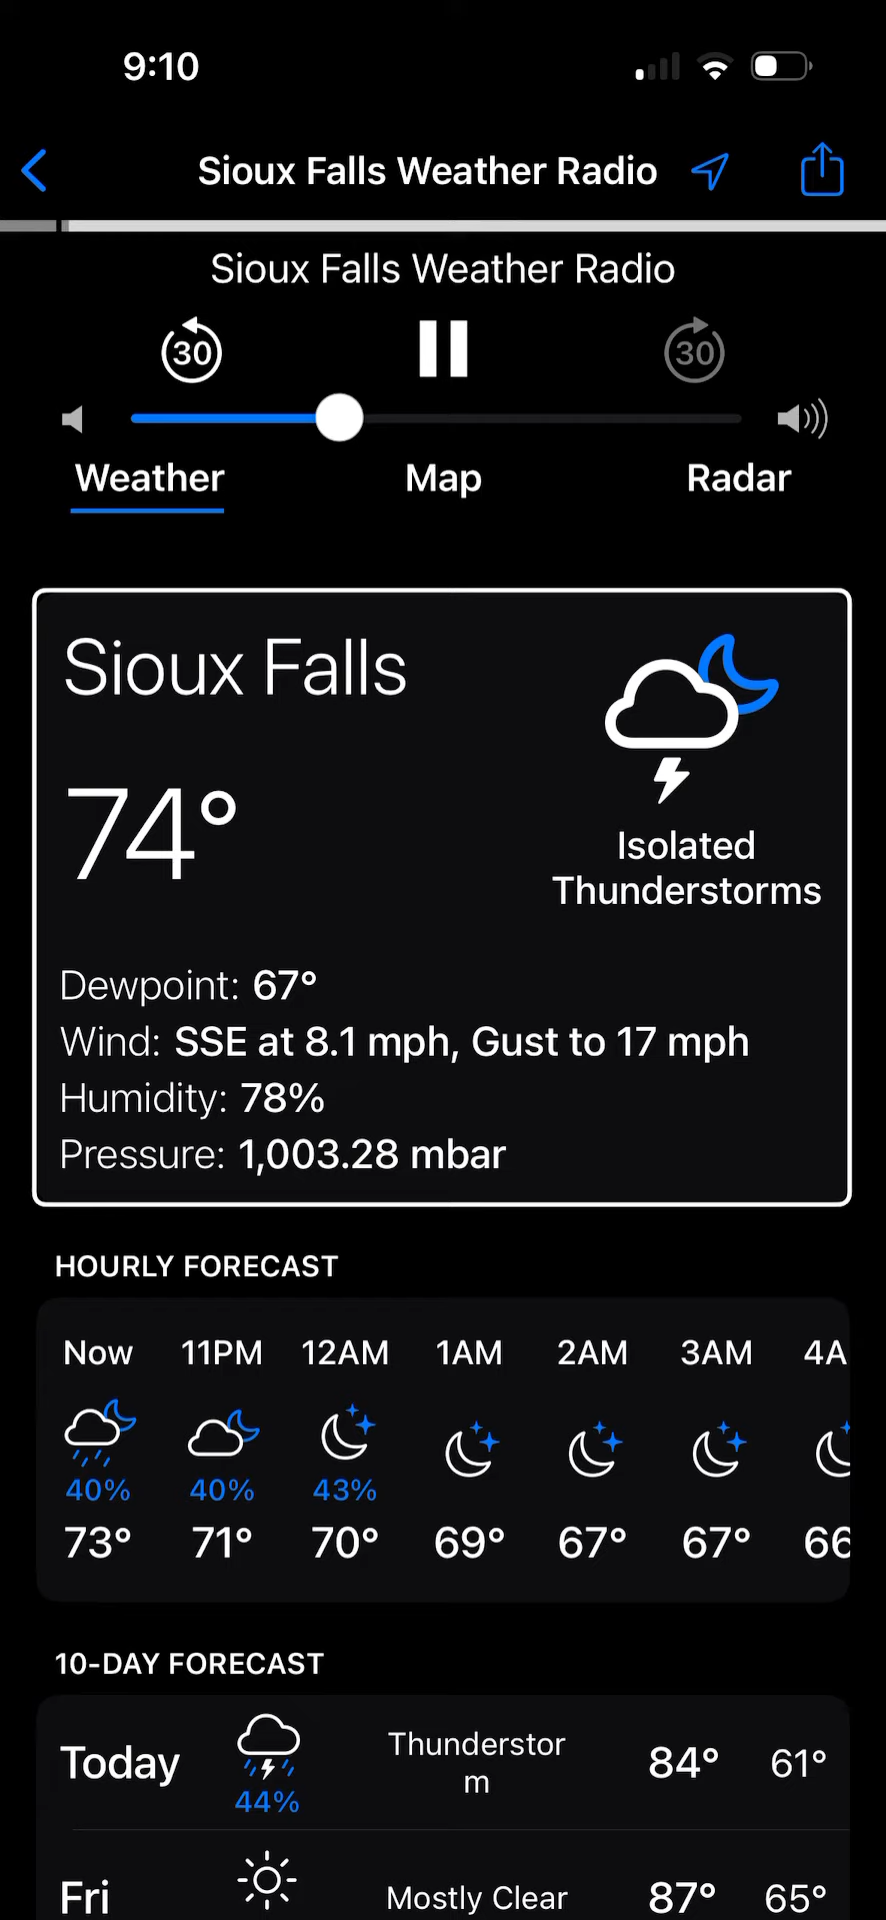 9:10
Sioux Falls Weather Radio
Sioux Falls Weather Radio
30
30
Weather Map Radar
Sioux Falls
74°
Isolated
Thunderstorms
Dewpoint: 67°
Wind: SSE at 8.1 mph, Gust to 17 mph
Humidity: 78%
Pressure: 1,003.28 mbar
HOURLY FORECAST
Now 11PM 12AM 1AM 2AM 3AM 4A
40% 40% 43%
73° 71° 70° 69° 67° 67° 66
10-DAY FORECAST
Today Thunderstor 84° 61°
m
44%
Fri Mostly Clear 87° 65°